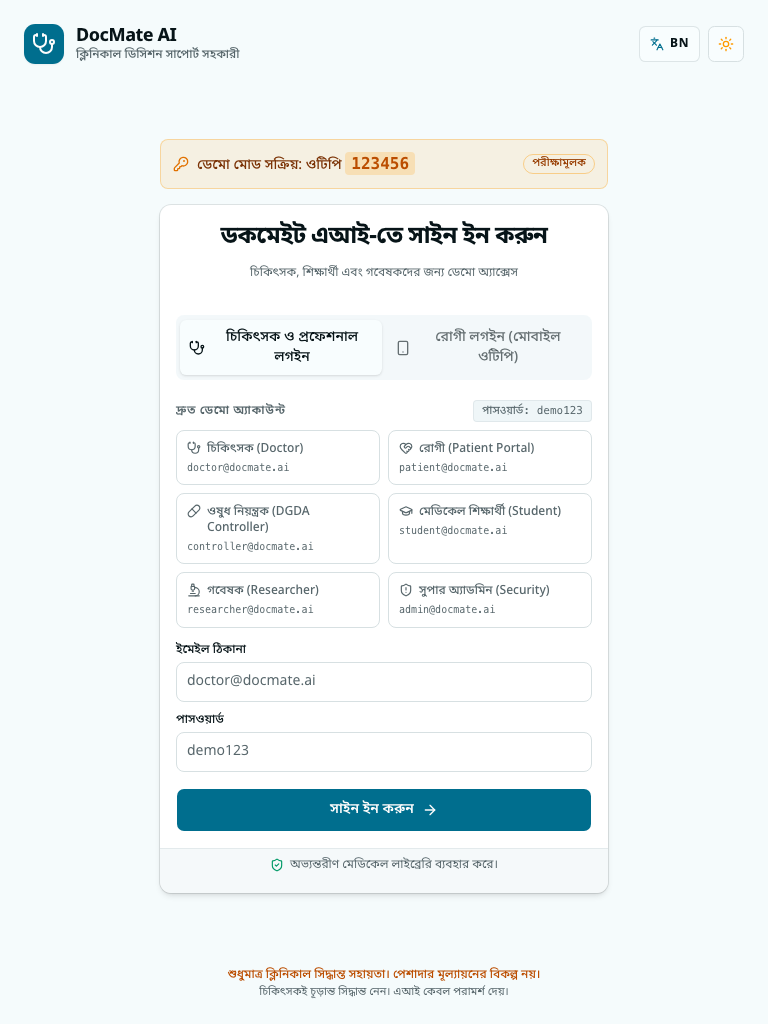 DocMate AI
ক্লিনিকাল ডিসিশন সাপোর্ট সহকারী
BN
ডেমো মোড সক্রিয়: ওটিপি 123456
পরীক্ষামূলক
ডকমেইট এআই-তে সাইন ইন করুন
চিকিৎসক, শিক্ষার্থী এবং গবেষকদের জন্য ডেমো অ্যাক্সেস
চিকিৎসক ও প্রফেশনাল
লগইন
রোগী লগইন (মোবাইল
ওটিপি)
দ্রুত ডেমো অ্যাকাউন্ট
পাসওয়ার্ড: demo123
চিকিৎসক (Doctor)
doctor@docmate.ai
রোগী (Patient Portal)
patient@docmate.ai
ওষুধ নিয়ন্ত্রক (DGDA
Controller)
controller@docmate.ai
মেডিকেল শিক্ষার্থী (Student)
student@docmate.ai
গবেষক (Researcher)
researcher@docmate.ai
সুপার অ্যাডমিন (Security)
admin@docmate.ai
ইমেইল ঠিকানা
doctor@docmate.ai
পাসওয়ার্ড
demo123
সাইন ইন করুন
অভ্যন্তরীণ মেডিকেল লাইব্রেরি ব্যবহার করে।
শুধুমাত্র ক্লিনিকাল সিদ্ধান্ত সহায়তা। পেশাদার মূল্যায়নের বিকল্প নয়।
চিকিৎসকই চূড়ান্ত সিদ্ধান্ত নেন। এআই কেবল পরামর্শ দেয়।